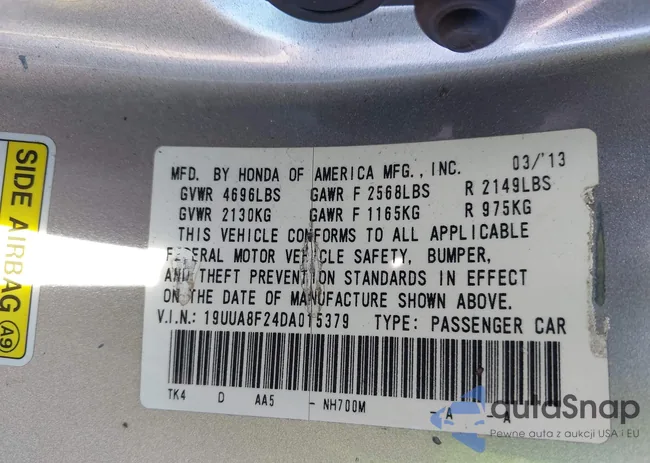 SIDE AIRBAG A9
MFD. BY HONDA OF AMERICA MFG., INC. 03/'13
GVWR 4696LBS GAWR F 2568LBS R 2149LBS
GVWR 2130KG GAWR F 1165KG R 975KG
THIS VEHICLE CONFORMS TO ALL APPLICABLE
FEDERAL MOTOR VEHICLE SAFETY, BUMPER,
AND THEFT PREVENTION STANDARDS IN EFFECT
ON THE DATE OF MANUFACTURE SHOWN ABOVE.
V.I.N.: 19UUA8F24DA015379 TYPE: PASSENGER CAR
TK4 D AA5 - NH700M - A - A
autaSnap
Pewne auta z aukcji USA i EU